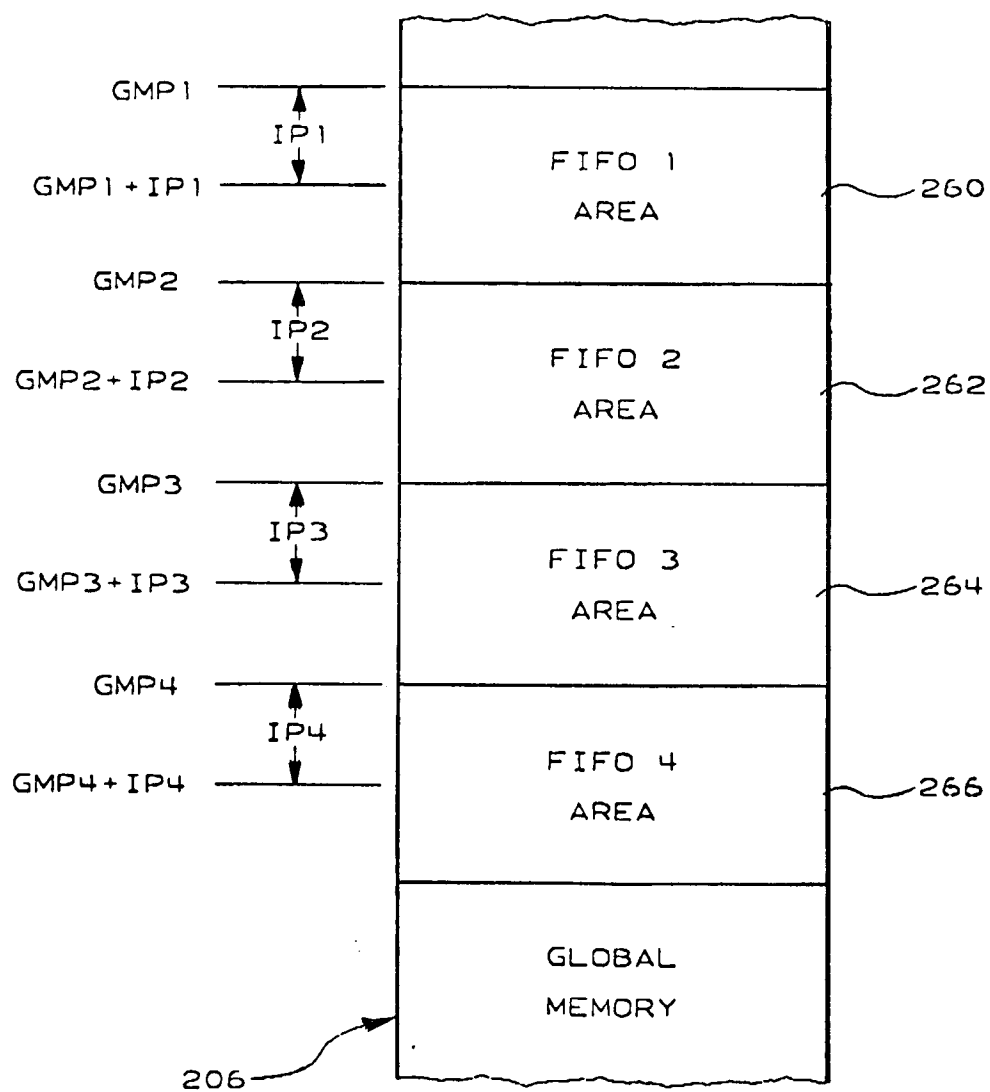 GMP1
IP1
GMP1+IP1
FIFO 1
AREA
260
GMP2
IP2
GMP2+IP2
FIFO 2
AREA
262
GMP3
IP3
GMP3+IP3
FIFO 3
AREA
264
GMP4
IP4
GMP4+IP4
FIFO 4
AREA
266
GLOBAL
MEMORY
206